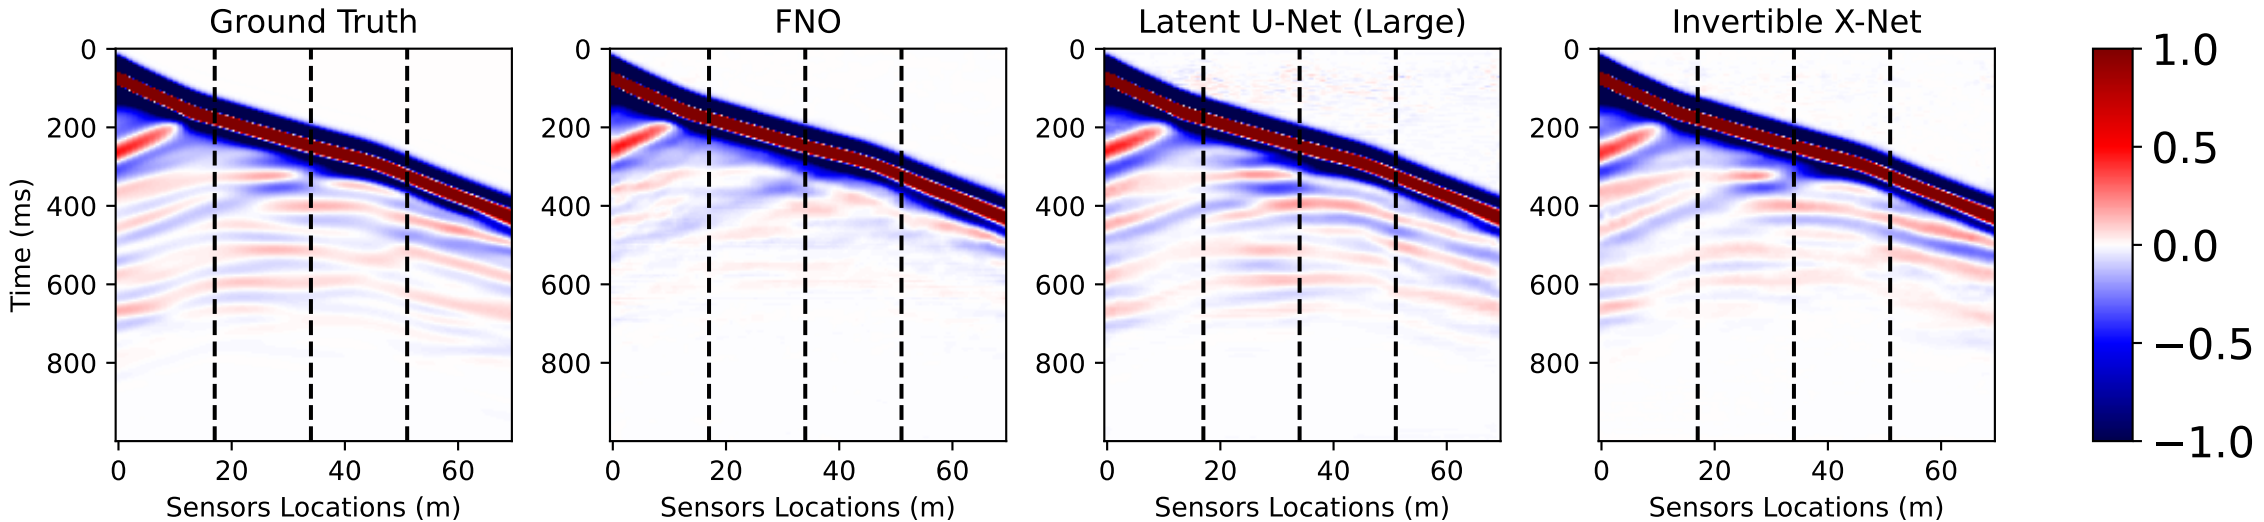 Ground Truth
FNO
Latent U-Net (Large)
Invertible X-Net
0
200
400
600
800
Time (ms)
0 20 40 60
Sensors Locations (m)
0
200
400
600
800
0 20 40 60
Sensors Locations (m)
0
200
400
600
800
0 20 40 60
Sensors Locations (m)
0
200
400
600
800
0 20 40 60
Sensors Locations (m)
1.0
0.5
0.0
−0.5
−1.0